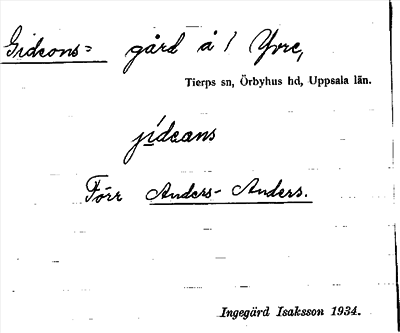 Gideons= gård å / Yvre,
Tierps sn, Örbyhus hd, Uppsala län.
jídeans
Förr Anders- Anders.
Ingegärd Isaksson 1934.